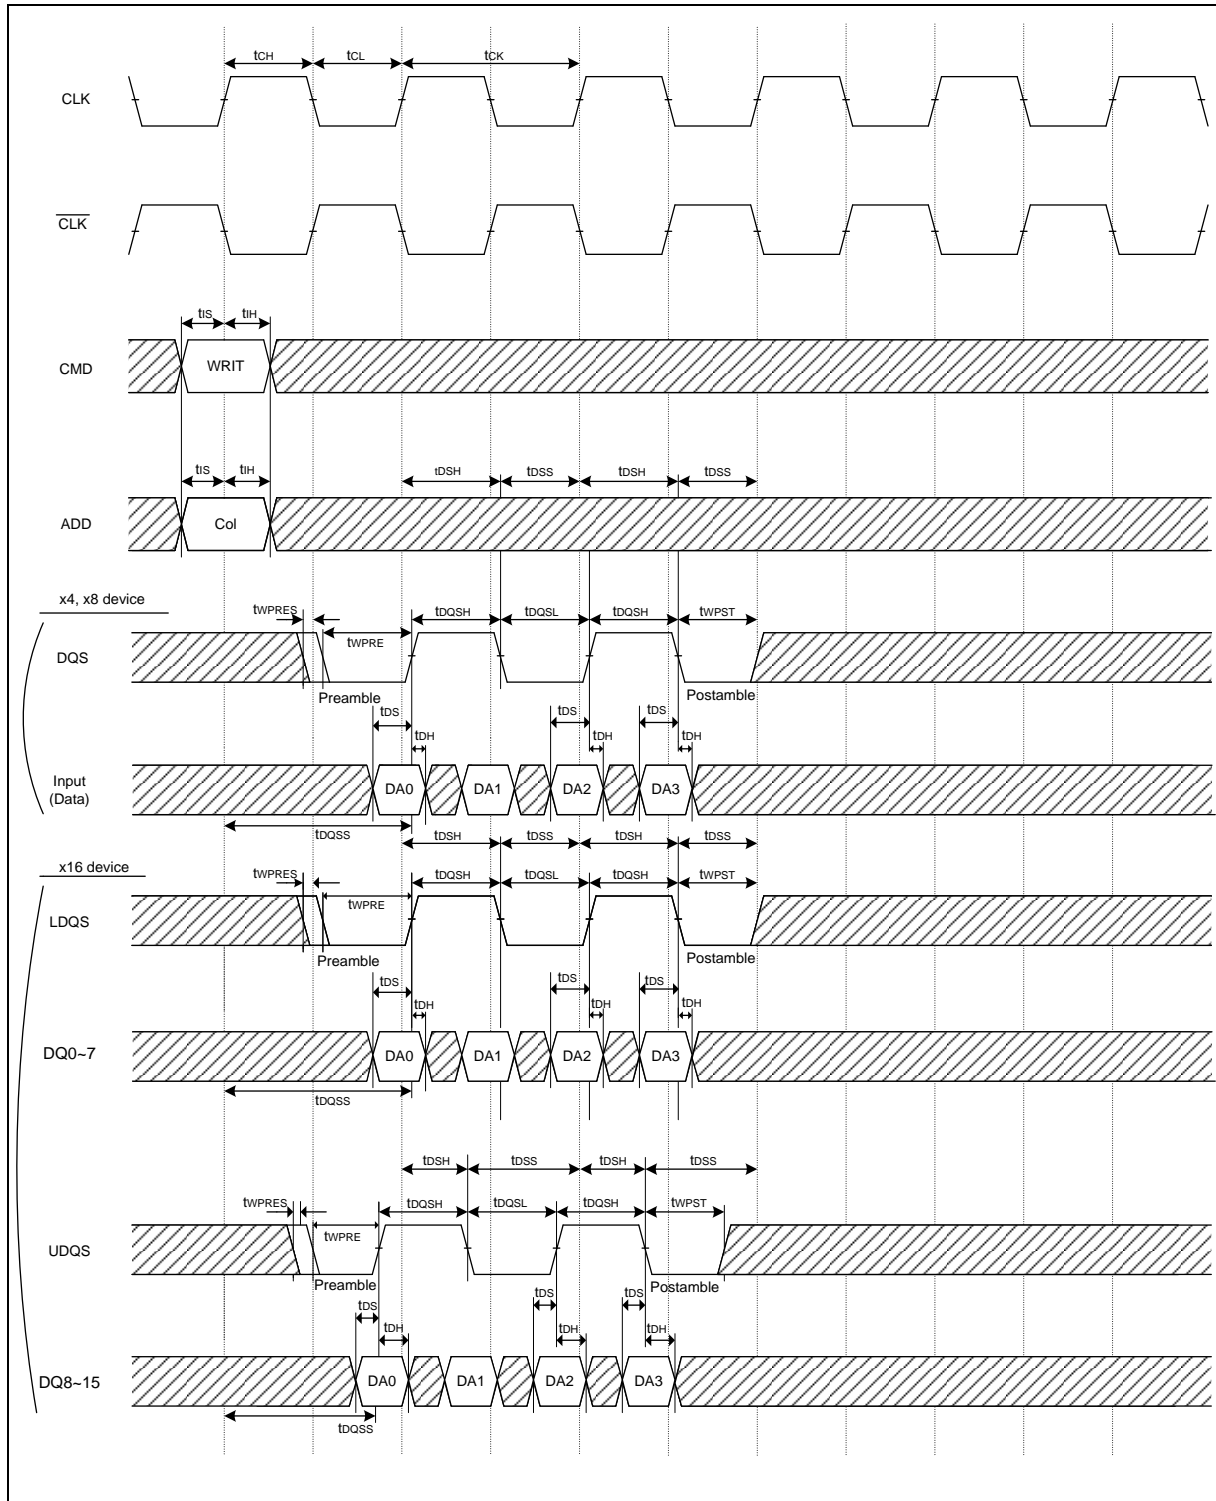 tCH tCL tCK
CLK
CLK
tIS tIH
CMD WRIT
tIS tIH tDSH tDSS tDSH tDSS
ADD Col
x4, x8 device
tWPRES tDQSH tDQSL tDQSH tWPST
tWPRE
DQS
Preamble Postamble
tDS tDS tDS
tDH tDH tDH
Input
(Data)
DA0 DA1 DA2 DA3
tDQSS tDSH tDSS tDSH tDSS
x16 device
tWPRES tDQSH tDQSL tDQSH tWPST
tWPRE
LDQS
Preamble Postamble
tDS tDS tDS
tDH tDH tDH
DQ0~7 DA0 DA1 DA2 DA3
tDQSS
tDSH tDSS tDSH tDSS
tWPRES tDQSH tDQSL tDQSH tWPST
tWPRE
UDQS
Preamble Postamble
tDS tDS tDS
tDH tDH tDH
DQ8~15 DA0 DA1 DA2 DA3
tDQSS